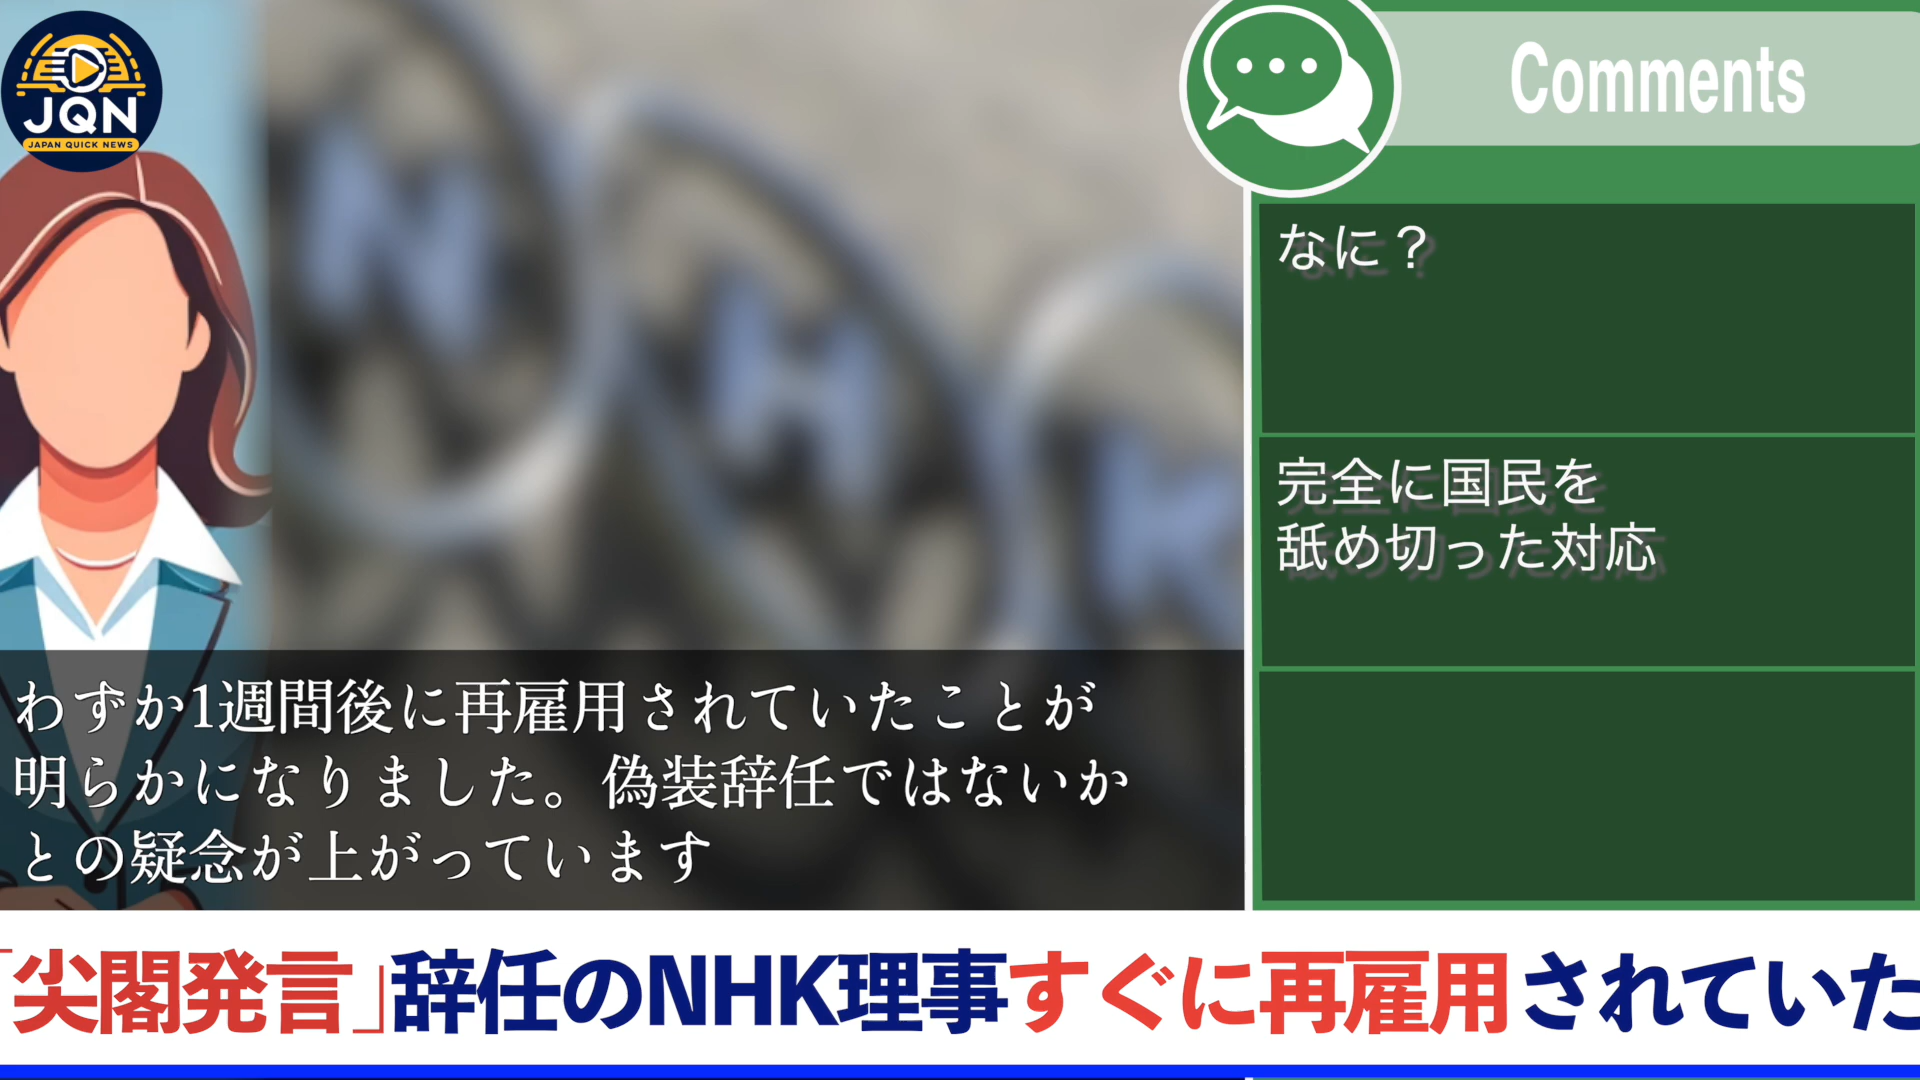 JQN
JAPAN QUICK NEWS
N
H
K
Comments
なに？
完全に国民を
舐め切った対応
わずか1週間後に再雇用されていたことが
明らかになりました。偽装辞任ではないか
との疑念が上がっています
「尖閣発言」辞任のNHK理事すぐに再雇用されていた